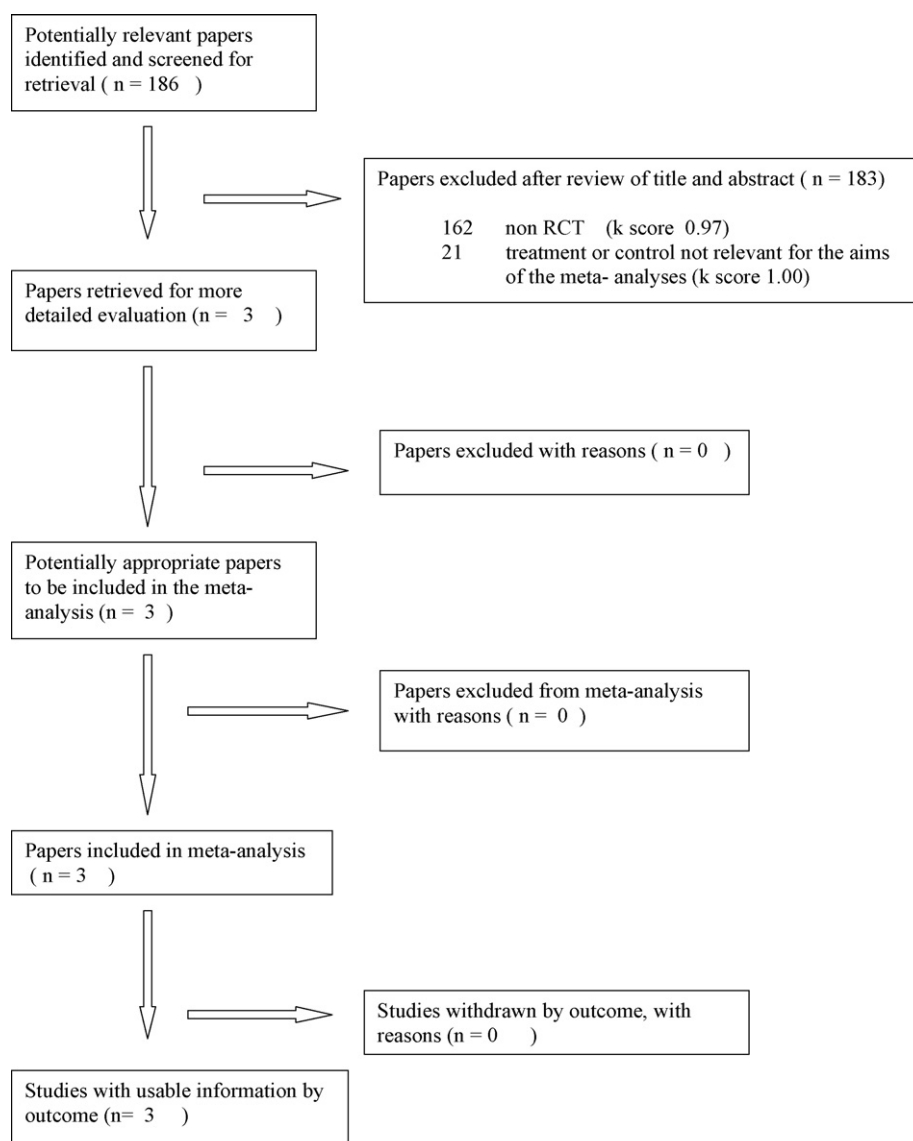 Potentially relevant papers
identified and screened for
retrieval ( n = 186 )
Papers excluded after review of title and abstract ( n = 183)
162 non RCT (k score 0.97)
21 treatment or control not relevant for the aims
of the meta- analyses (k score 1.00)
Papers retrieved for more
detailed evaluation (n = 3 )
Papers excluded with reasons ( n = 0 )
Potentially appropriate papers
to be included in the meta-
analysis (n = 3 )
Papers excluded from meta-analysis
with reasons ( n = 0 )
Papers included in meta-analysis
( n = 3 )
Studies withdrawn by outcome, with
reasons (n = 0 )
Studies with usable information by
outcome (n= 3 )